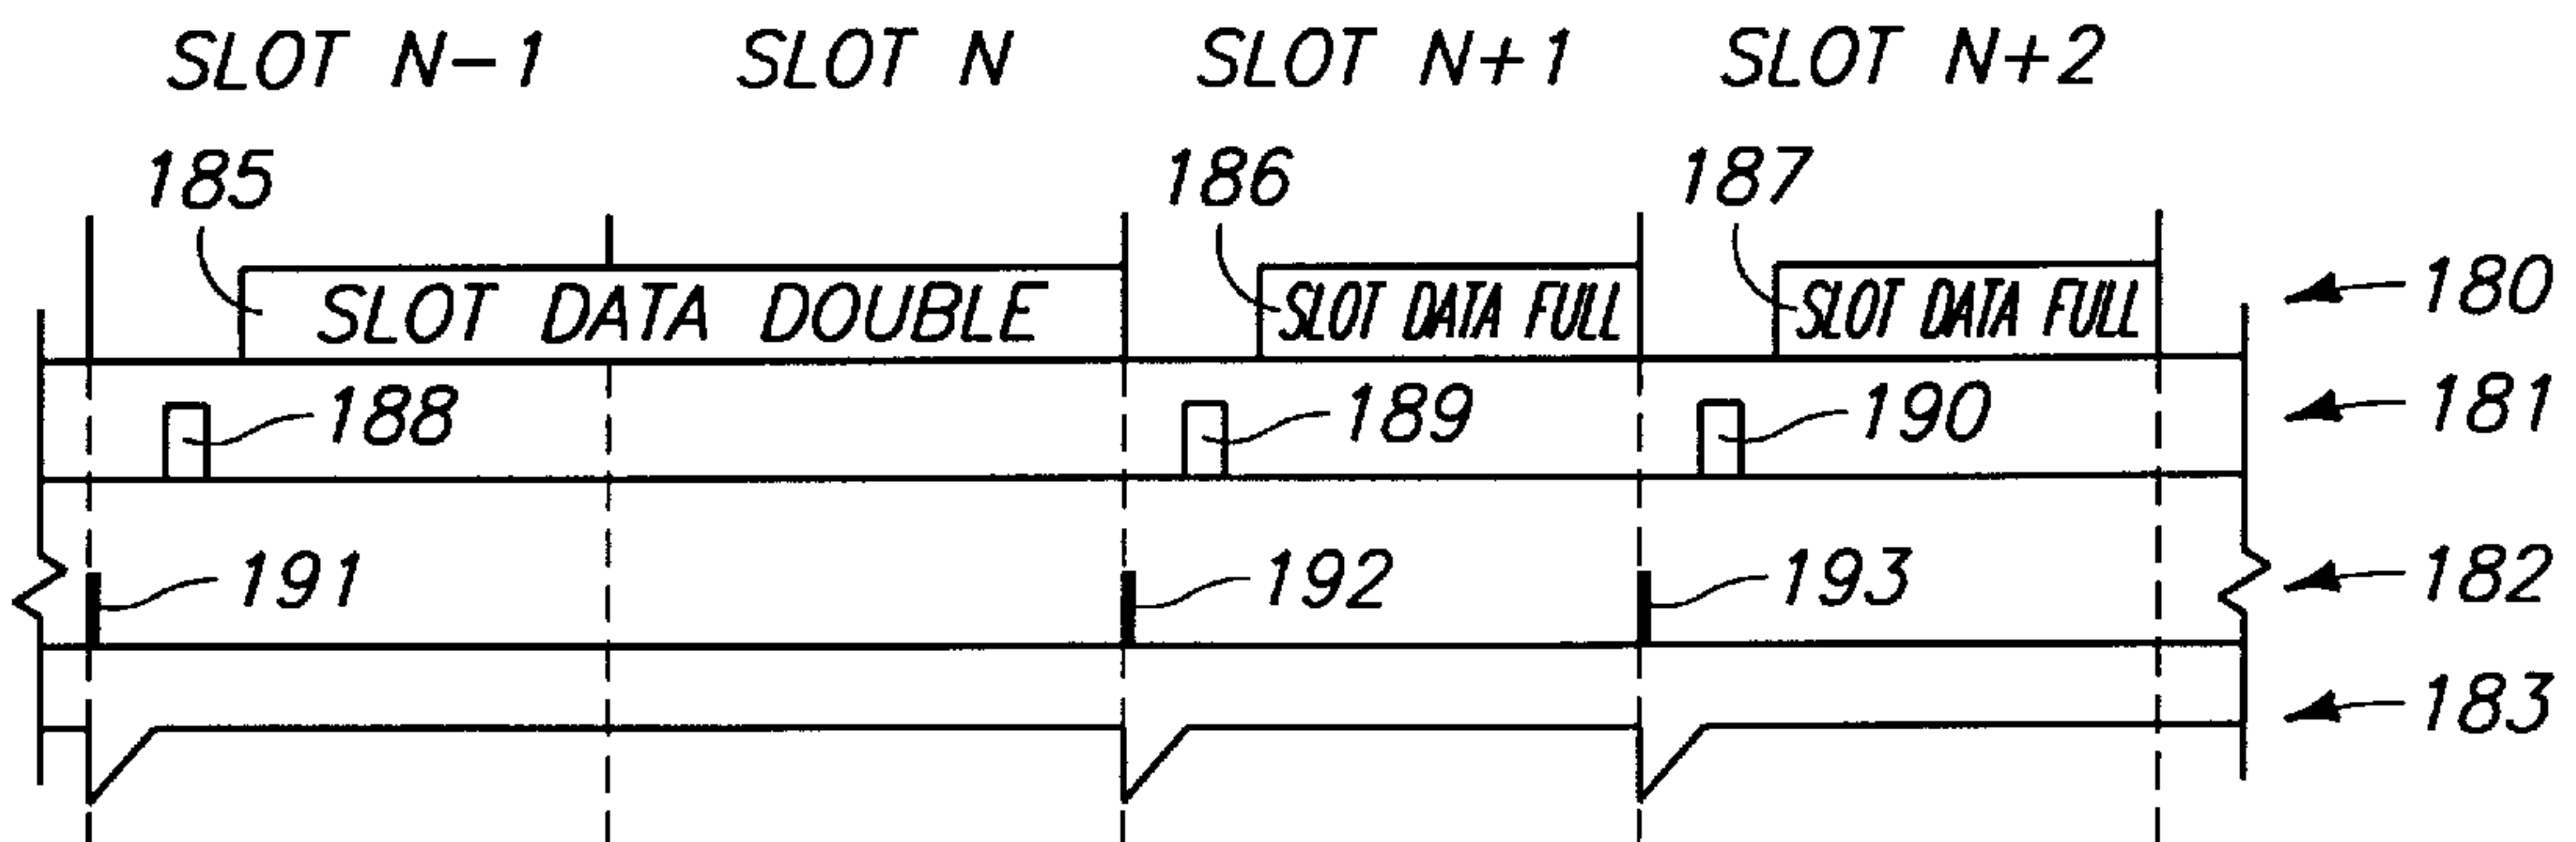 SLOT N-1 SLOT N SLOT N+1 SLOT N+2
185 186 187
SLOT DATA DOUBLE SLOT DATA FULL SLOT DATA FULL 180
188 189 190 181
191 192 193 182
183